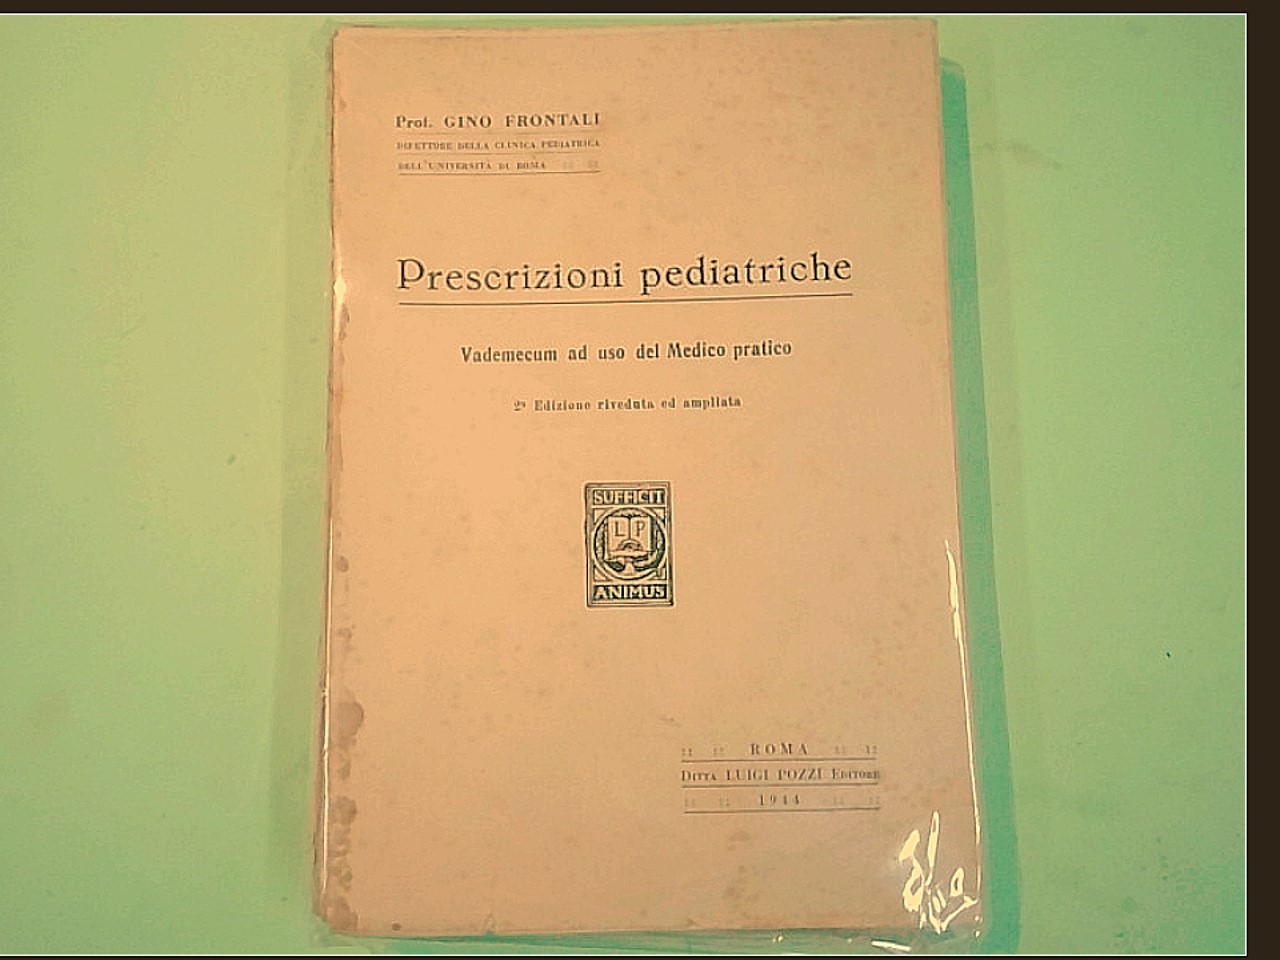 Prof. GINO FRONTALI
DIRETTORE DELLA CLINICA PEDIATRICA
DELL'UNIVERSITÀ DI ROMA :: ::
Prescrizioni pediatriche
Vademecum ad uso del Medico pratico
2ª Edizione riveduta ed ampliata
SUFFICIT
L P
ANIMUS
:: :: ROMA :: ::
DITTA LUIGI POZZI EDITORE
:: :: 1944 :: ::